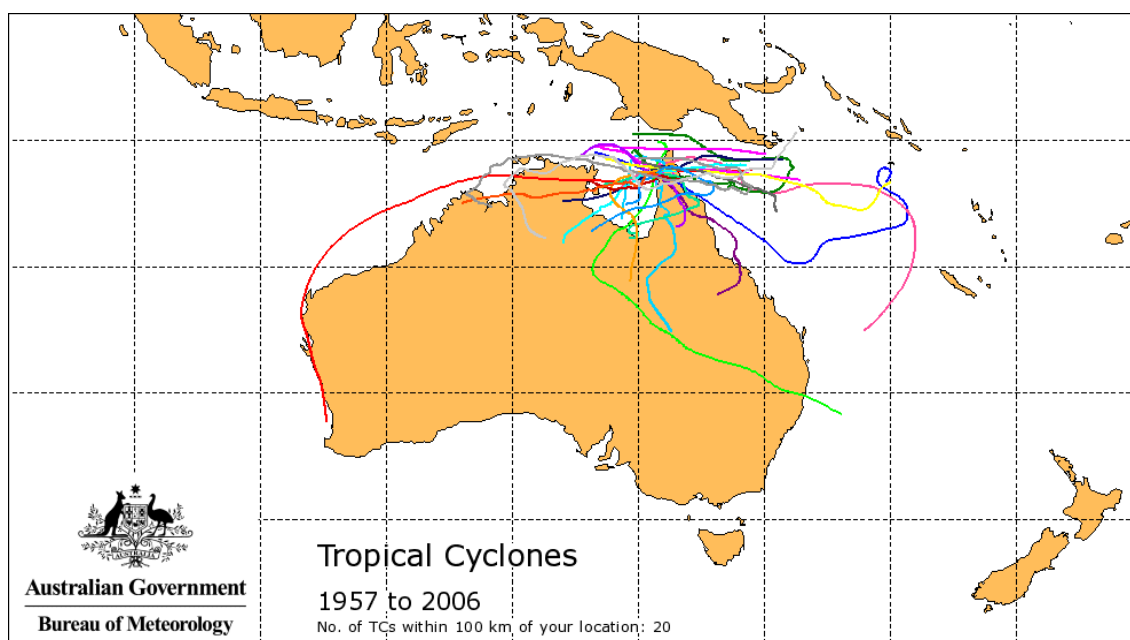 Tropical Cyclones
1957 to 2006
No. of TCs within 100 km of your location: 20
AUSTRALIA
Australian Government
Bureau of Meteorology